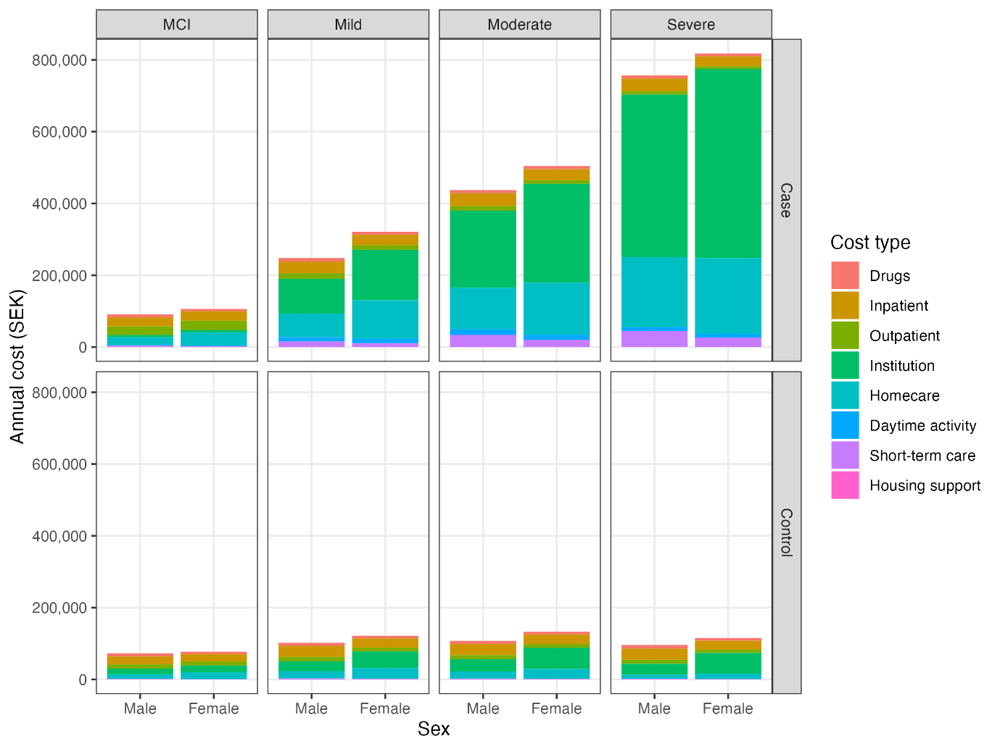 MCI
Mild
Moderate
Severe
800,000
600,000
400,000
200,000
0
Case
800,000
600,000
400,000
200,000
0
Control
Annual cost (SEK)
Male
Female
Male
Female
Male
Female
Male
Female
Sex
Cost type
Drugs
Inpatient
Outpatient
Institution
Homecare
Daytime activity
Short-term care
Housing support